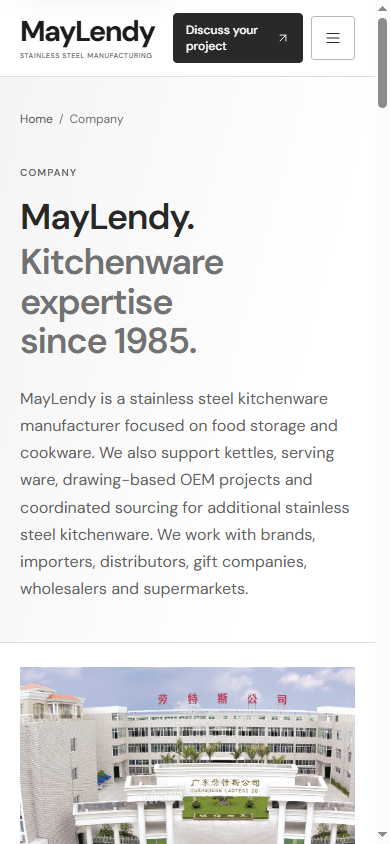 MayLendy
STAINLESS STEEL MANUFACTURING
Discuss your
project
Home / Company
COMPANY
MayLendy.
Kitchenware
expertise
since 1985.
MayLendy is a stainless steel kitchenware
manufacturer focused on food storage and
cookware. We also support kettles, serving
ware, drawing-based OEM projects and
coordinated sourcing for additional stainless
steel kitchenware. We work with brands,
importers, distributors, gift companies,
wholesalers and supermarkets.
劳特斯公司
广东劳特斯公司